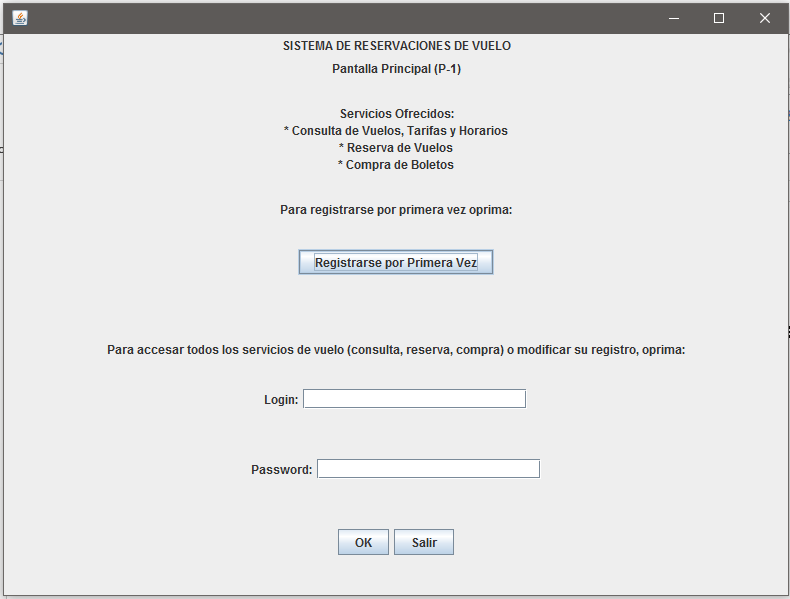 SISTEMA DE RESERVACIONES DE VUELO
Pantalla Principal (P-1)
Servicios Ofrecidos:
* Consulta de Vuelos, Tarifas y Horarios
* Reserva de Vuelos
* Compra de Boletos
Para registrarse por primera vez oprima:
Registrarse por Primera Vez
Para accesar todos los servicios de vuelo (consulta, reserva, compra) o modificar su registro, oprima:
Login:
Password:
OK Salir